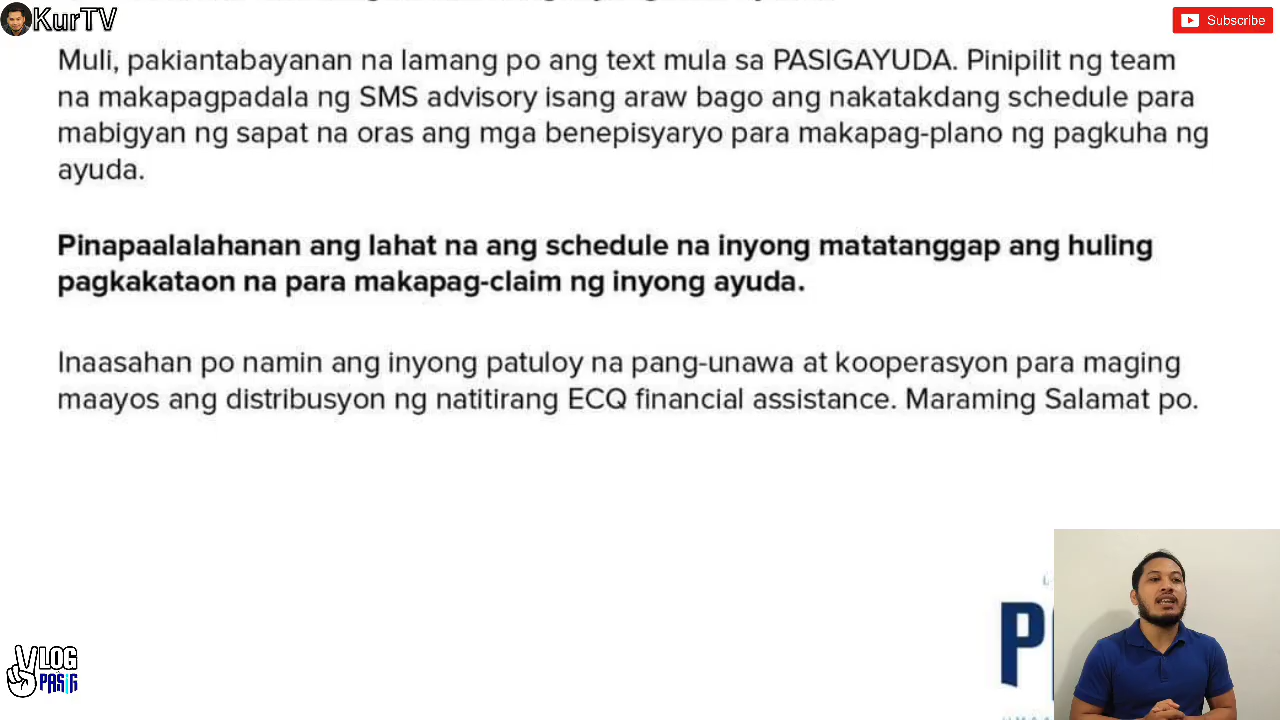 KurTV
Subscribe
Muli, pakiantabayanan na lamang po ang text mula sa PASIGAYUDA. Pinipilit ng team
na makapagpadala ng SMS advisory isang araw bago ang nakatakdang schedule para
mabigyan ng sapat na oras ang mga benepisyaryo para makapag-plano ng pagkuha ng
ayuda.
Pinapaalalahanan ang lahat na ang schedule na inyong matatanggap ang huling
pagkakataon na para makapag-claim ng inyong ayuda.
Inaasahan po namin ang inyong patuloy na pang-unawa at kooperasyon para maging
maayos ang distribusyon ng natitirang ECQ financial assistance. Maraming Salamat po.
VLOG
PASIG
P